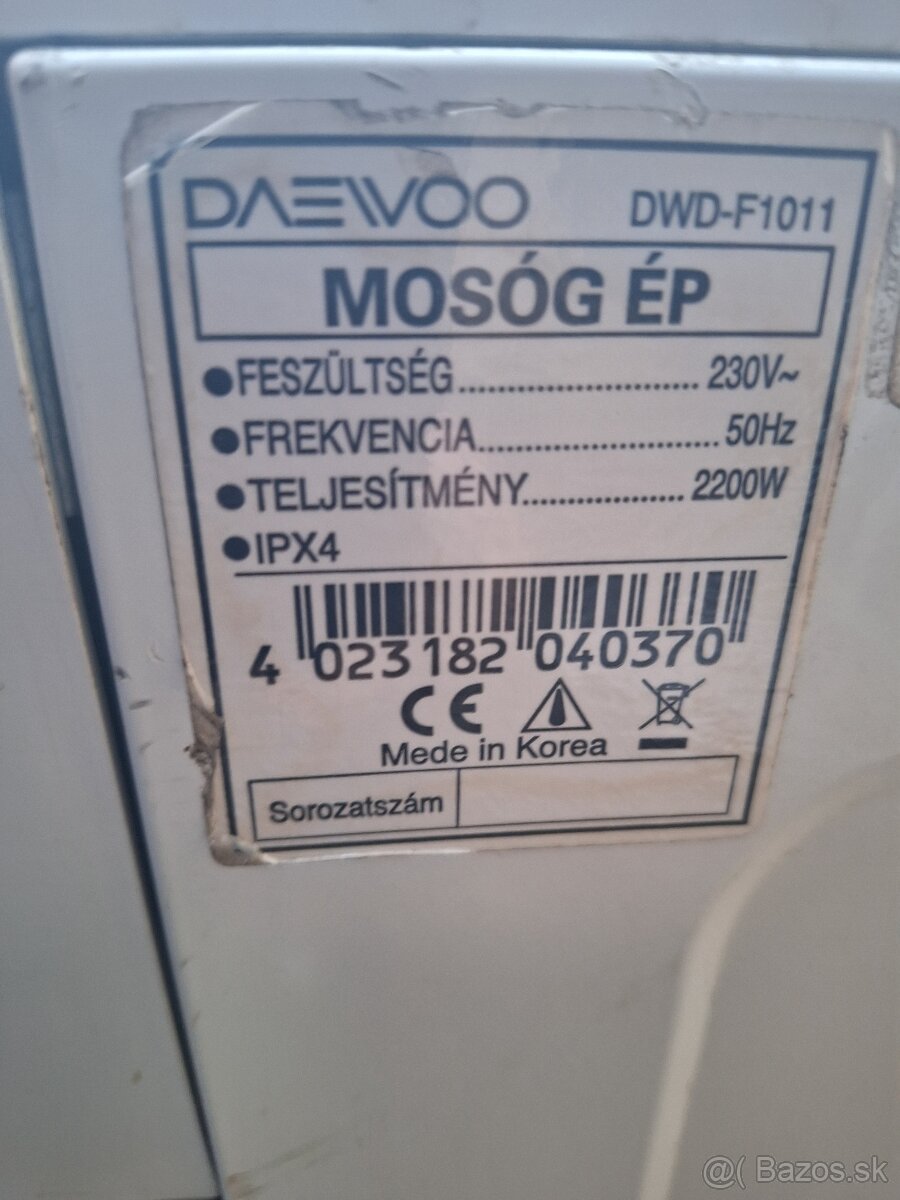 DAEWOO DWD-F1011
MOSÓG ÉP
●FESZÜLTSÉG........................... 230V~
●FREKVENCIA........................... 50Hz
●TELJESÍTMÉNY.................. 2200W
●IPX4
4 023182 040370
CE
Mede in Korea
Sorozatszám
@( Bazos.sk